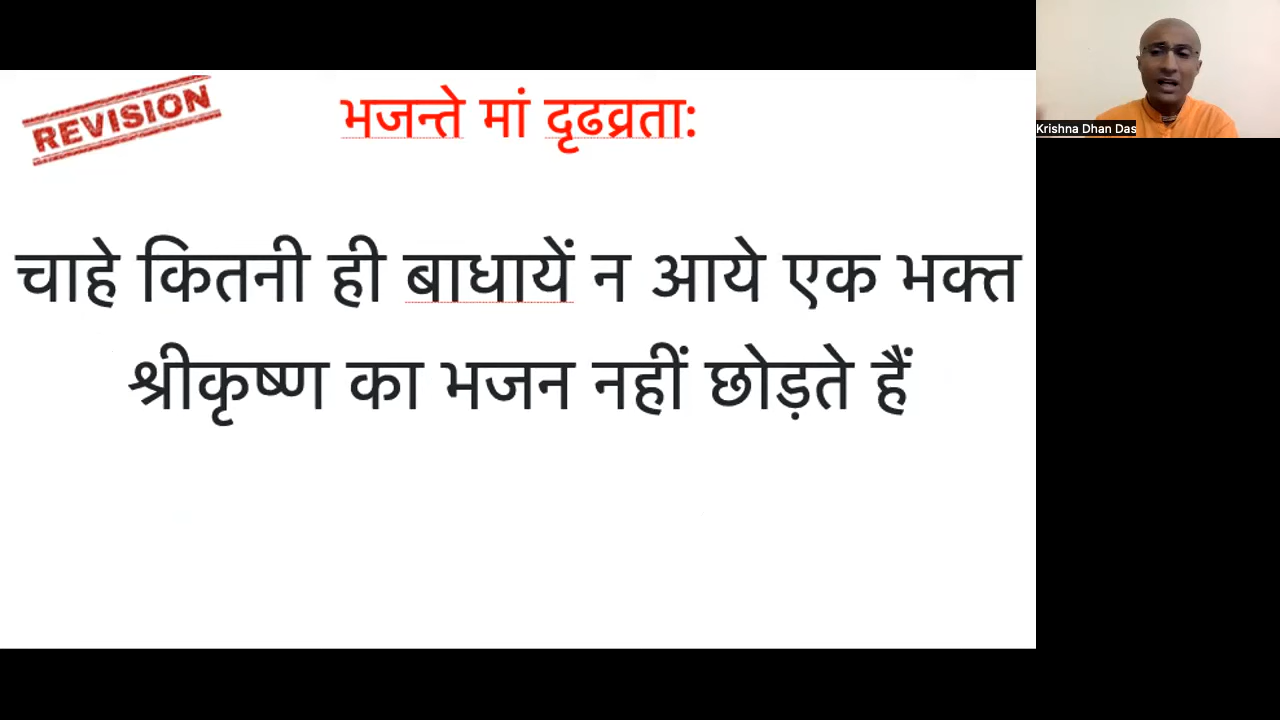 REVISION
भजन्ते मां दृढव्रता:
चाहे कितनी ही बाधायें न आये एक भक्त
श्रीकृष्ण का भजन नहीं छोड़ते हैं
Krishna Dhan Das